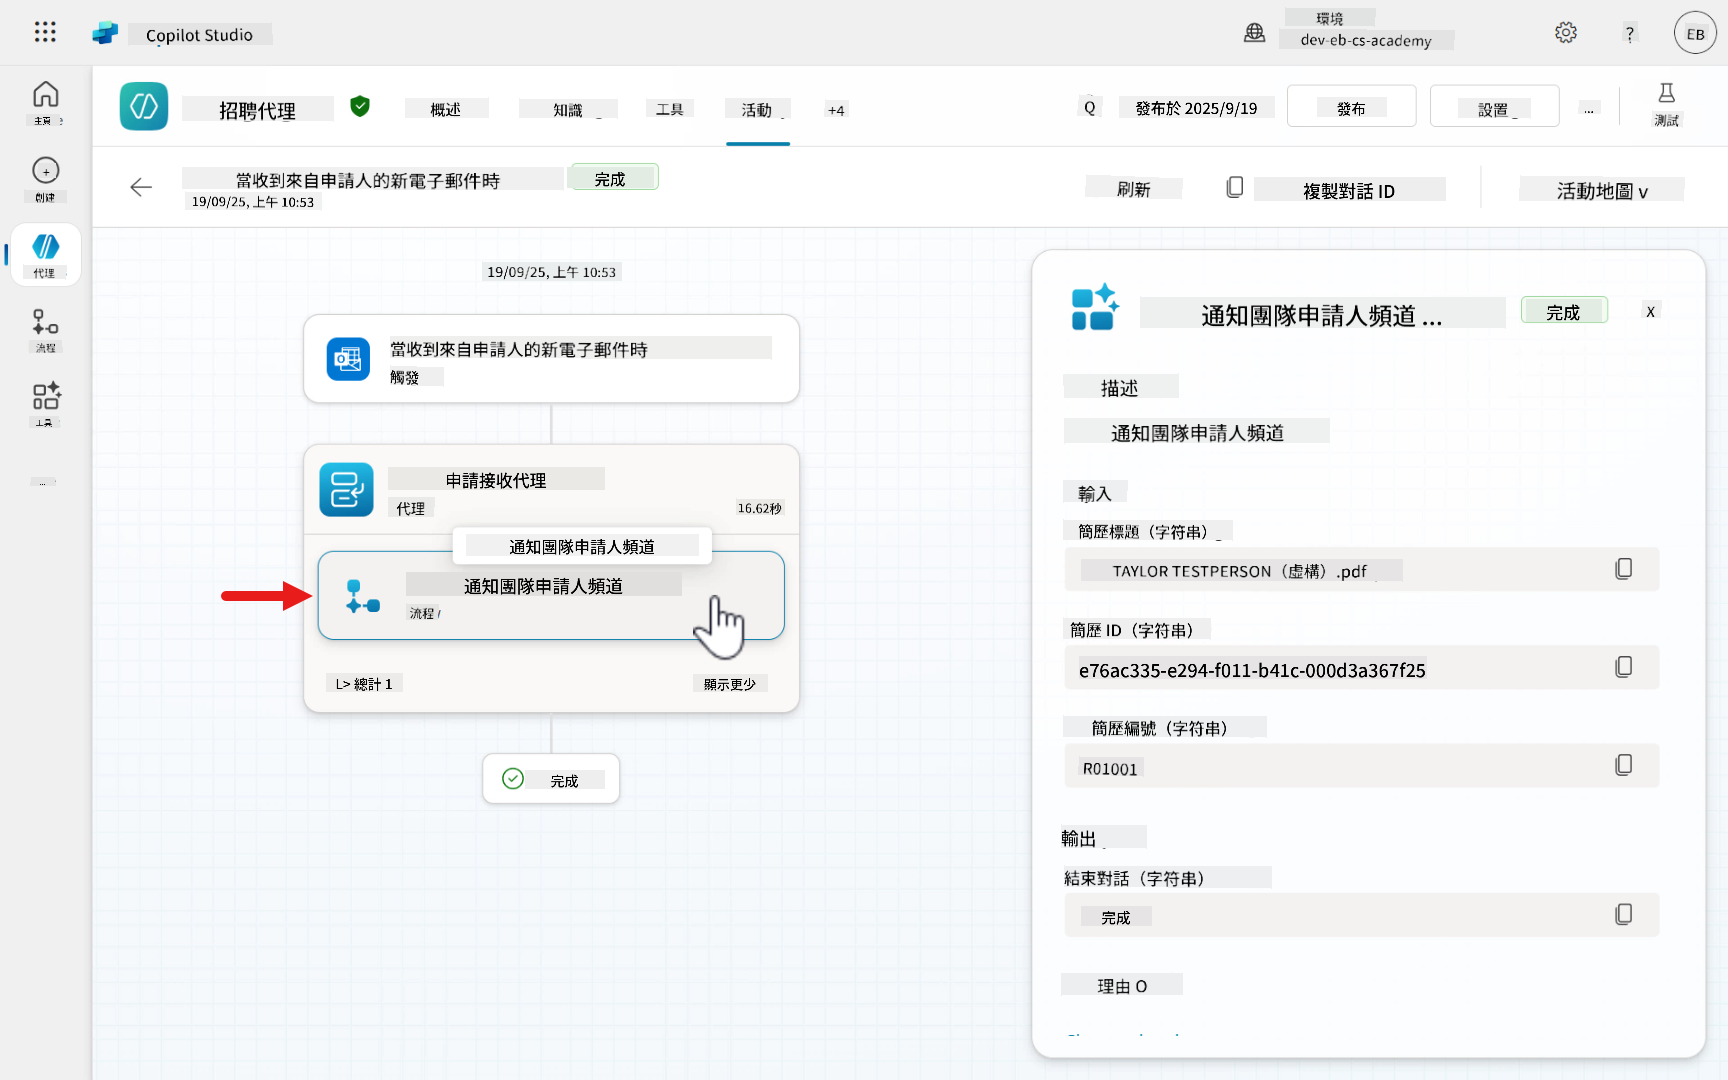 Copilot Studio
環境
dev-eb-cs-academy
?
EB
主頁
創建
代理
流程
工具
...
招聘代理
概述
知識
工具
活動
+4
Q
發布於 2025/9/19
發布
設置
...
測試
當收到來自申請人的新電子郵件時
完成
19/09/25, 上午 10:53
刷新
複製對話 ID
活動地圖 v
19/09/25, 上午 10:53
當收到來自申請人的新電子郵件時
觸發
申請接收代理
代理
16.62秒
通知團隊申請人頻道
通知團隊申請人頻道
流程
L> 總計 1
顯示更少
完成
通知團隊申請人頻道 ...
完成
X
描述
通知團隊申請人頻道
輸入
簡歷標題（字符串）
TAYLOR TESTPERSON（虛構）.pdf
簡歷 ID（字符串）
e76ac335-e294-f011-b41c-000d3a367f25
簡歷編號（字符串）
R01001
輸出
結束對話（字符串）
完成
理由 O